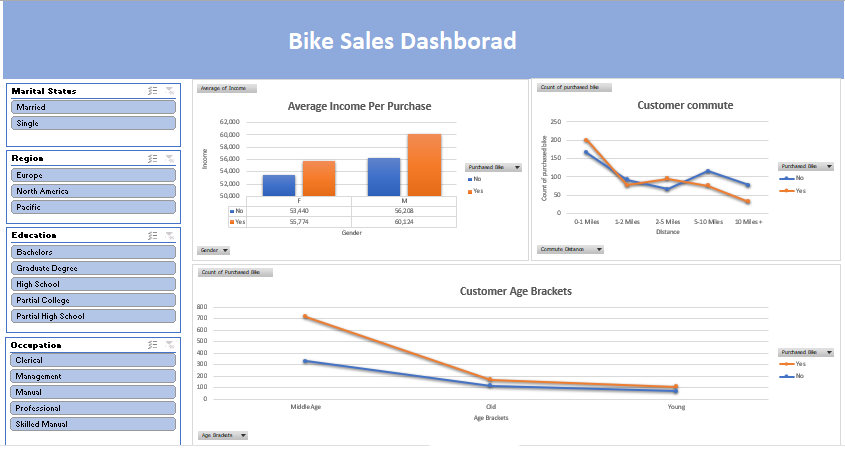 Bike Sales Dashborad
Marital Status
Married
Single
Region
Europe
North America
Pacific
Education
Bachelors
Graduate Degree
High School
Partial College
Partial High School
Occupation
Clerical
Management
Manual
Professional
Skilled Manual
Average of Income
Average Income Per Purchase
62,000
60,000
58,000
56,000
54,000
52,000
50,000
Income
F M
No 53,440 56,208
Yes 55,774 60,124
Gender
Purchased Bike
No
Yes
Gender
Count of purchased bike
Customer commute
250
200
150
100
50
0
Count of purchased bike
0-1 Miles 1-2 Miles 2-5 Miles 5-10 Miles 10 Miles +
Distance
Purchased Bike
No
Yes
Commute Distance
Count of Purchased Bike
Customer Age Brackets
800
700
600
500
400
300
200
100
0
Middle Age Old Young
Age Brackets
Purchased Bike
Yes
No
Age Brackets